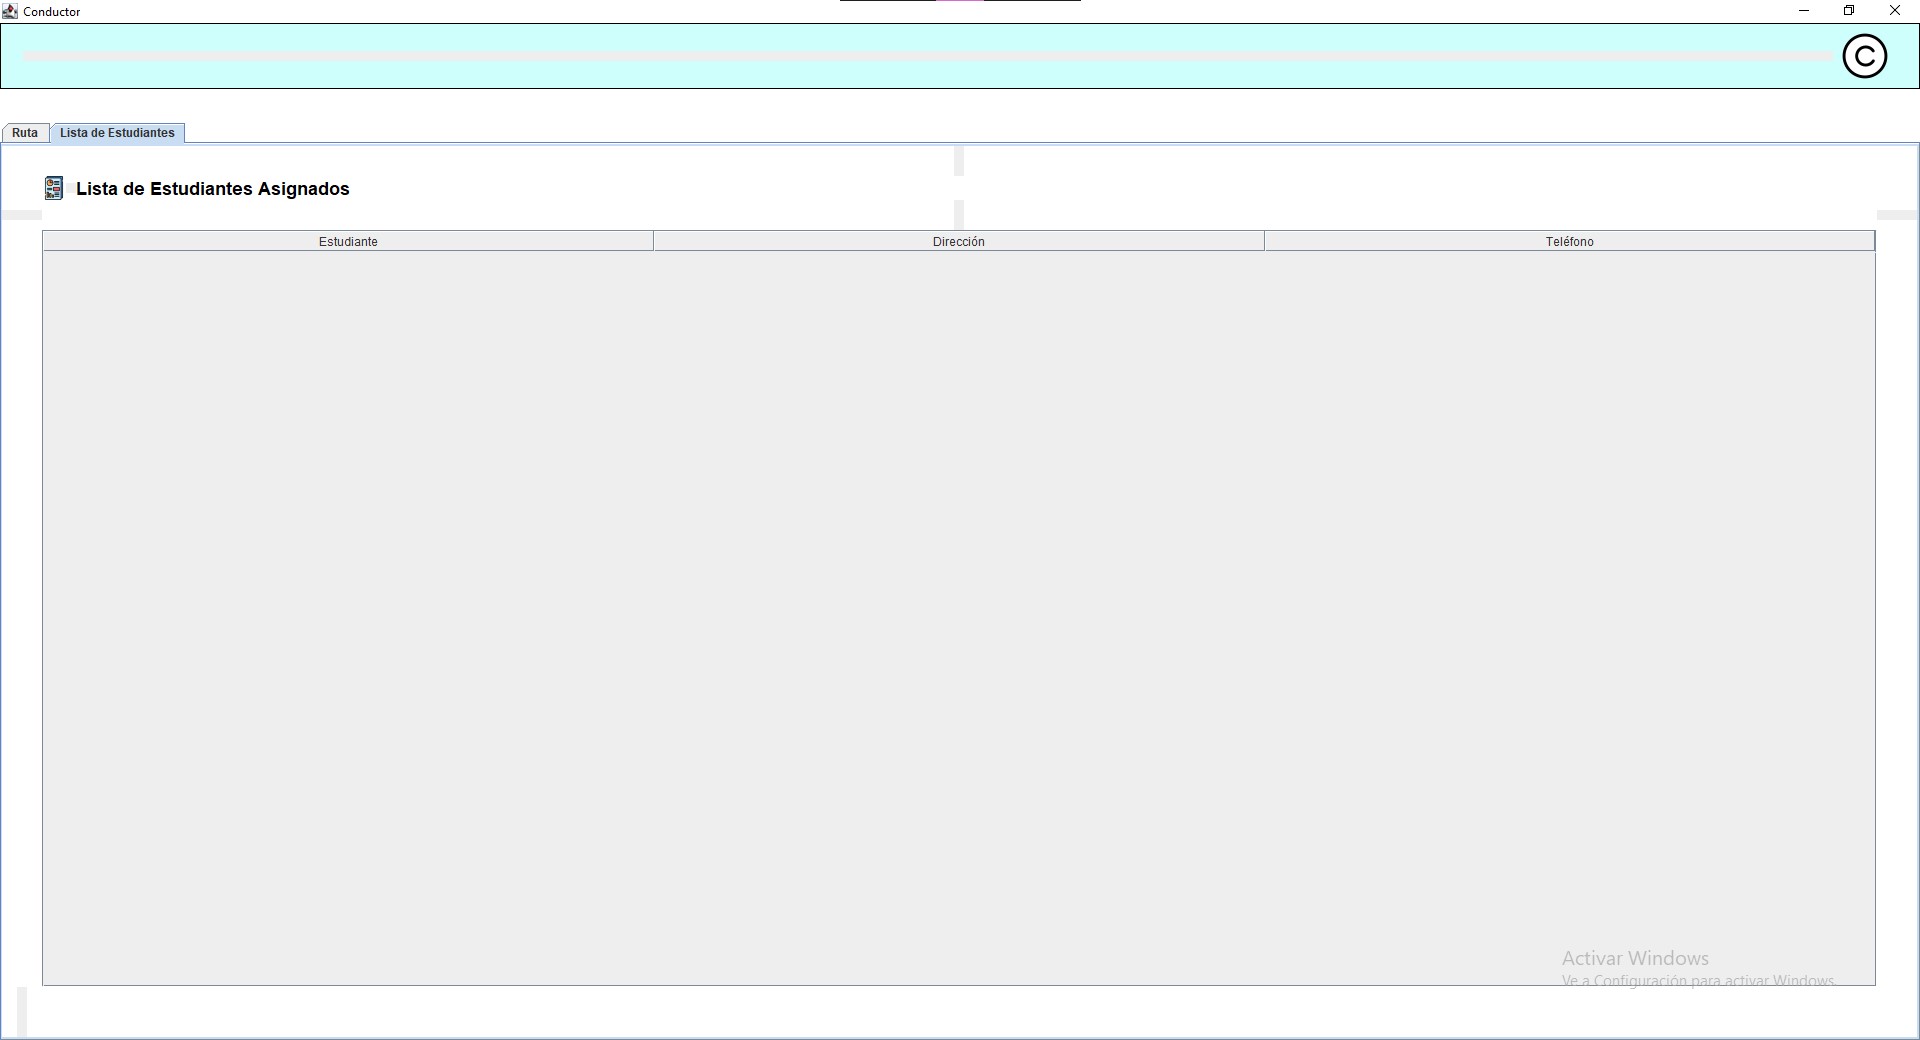 Conductor
©
Ruta
Lista de Estudiantes
Lista de Estudiantes Asignados
Estudiante Dirección Teléfono
Activar Windows
Ve a Configuración para activar Windows.